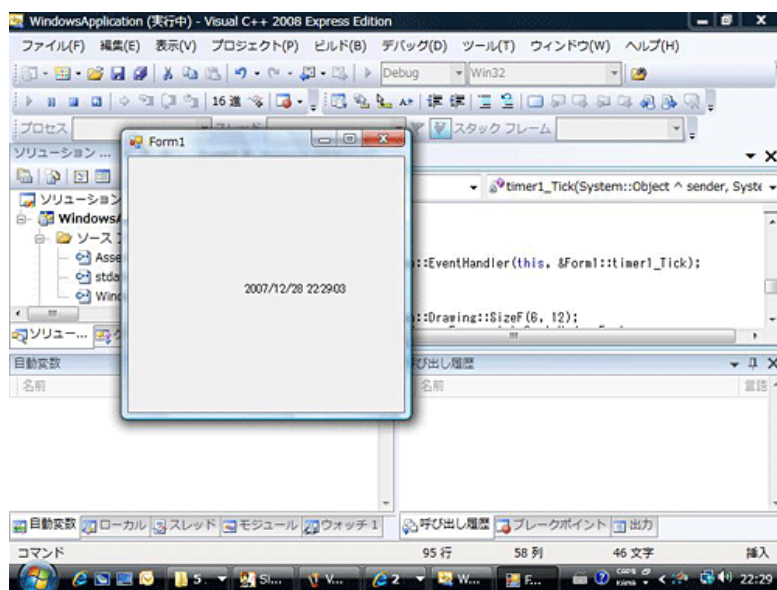 WindowsApplication (実行中) - Visual C++ 2008 Express Edition
ファイル(F) 編集(E) 表示(V) プロジェクト(P) ビルド(B) デバッグ(D) ツール(T) ウィンドウ(W) ヘルプ(H)
Debug Win32
16 進
プロセス スタック フレーム
ソリューション ...
Form1
timer1_Tick(System::Object ^ sender, Syste
ソリューション
Windows
ソース
Asse
::EventHandler(this, &Form1::timer1_Tick);
stda
2007/12/28 22:29:03
Wind
::Drawing::SizeF(6, 12);
ソリュー...
自動変数
呼び出し履歴
名前
名前 言語
自動変数 ローカル スレッド モジュール ウォッチ 1 呼び出し履歴 ブレークポイント 出力
コマンド 95 行 58 列 46 文字 挿入
5. SI... V... 2 W... F... CAPS KANA 22:29